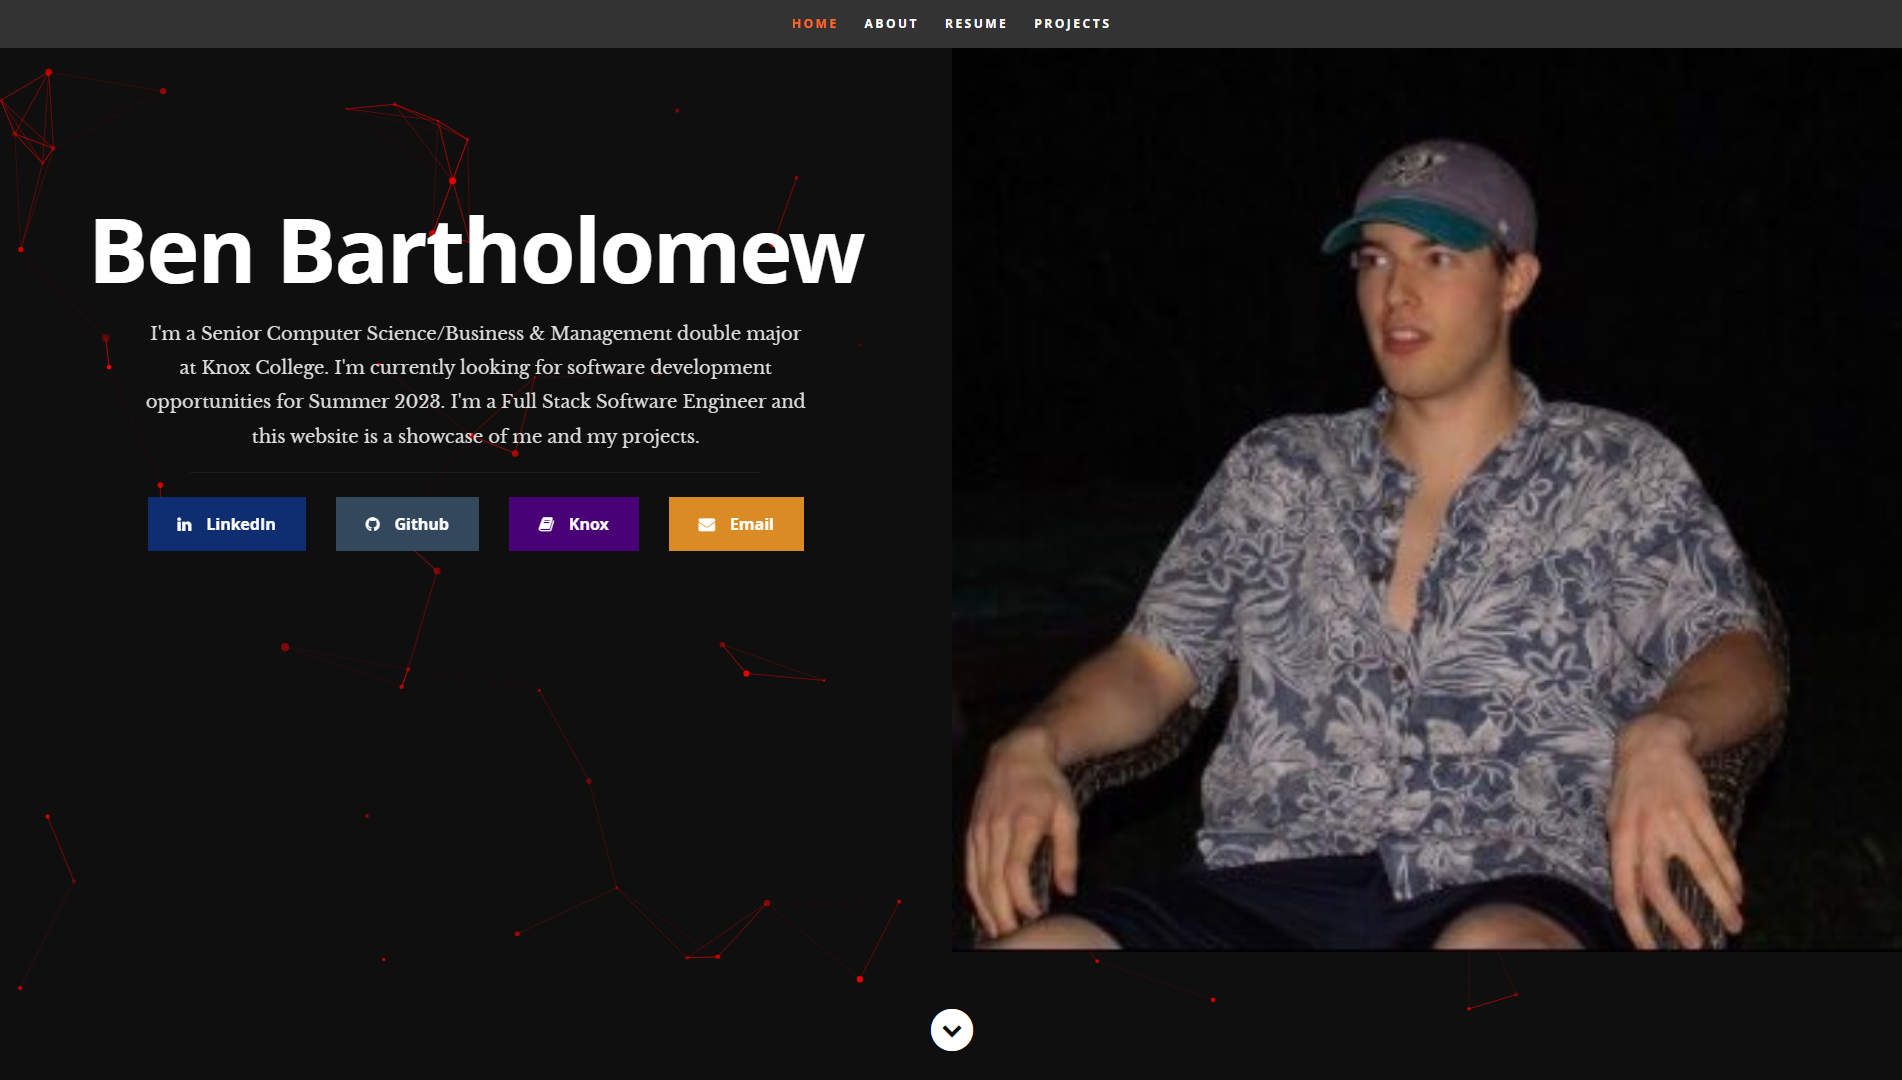 HOME ABOUT RESUME PROJECTS
Ben Bartholomew
I'm a Senior Computer Science/Business & Management double major
at Knox College. I'm currently looking for software development
opportunities for Summer 2023. I'm a Full Stack Software Engineer and
this website is a showcase of me and my projects.
LinkedIn Github Knox Email